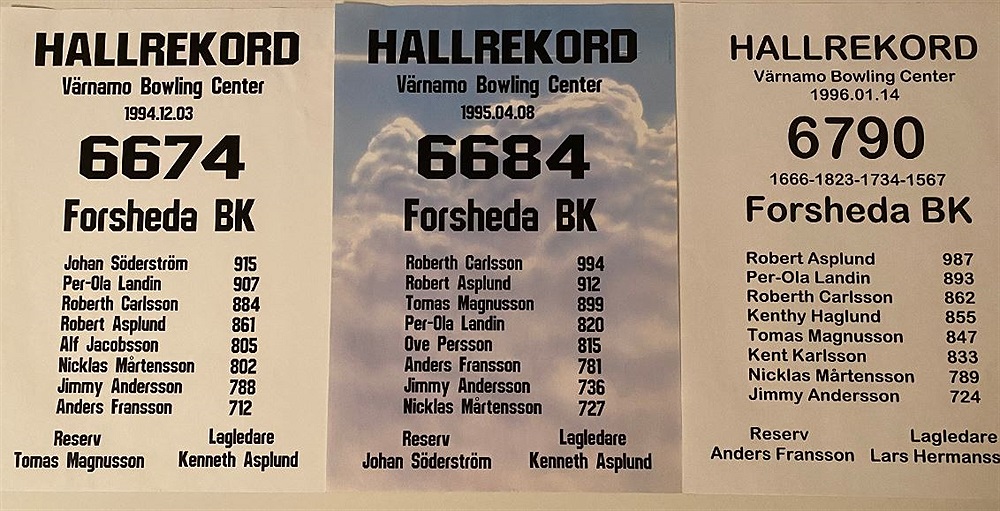 HALLREKORD
Värnamo Bowling Center
1994.12.03
6674
Forsheda BK
Johan Söderström 915
Per-Ola Landin 907
Roberth Carlsson 884
Robert Asplund 861
Alf Jacobsson 805
Nicklas Mårtensson 802
Jimmy Andersson 788
Anders Fransson 712
Reserv Lagledare
Tomas Magnusson Kenneth Asplund
HALLREKORD
Värnamo Bowling Center
1995.04.08
6684
Forsheda BK
Roberth Carlsson 994
Robert Asplund 912
Tomas Magnusson 899
Per-Ola Landin 820
Ove Persson 815
Anders Fransson 781
Jimmy Andersson 736
Nicklas Mårtensson 727
Reserv Lagledare
Johan Söderström Kenneth Asplund
HALLREKORD
Värnamo Bowling Center
1996.01.14
6790
1666-1823-1734-1567
Forsheda BK
Robert Asplund 987
Per-Ola Landin 893
Roberth Carlsson 862
Kenthy Haglund 855
Tomas Magnusson 847
Kent Karlsson 833
Nicklas Mårtensson 789
Jimmy Andersson 724
Reserv Lagledare
Anders Fransson Lars Hermanss